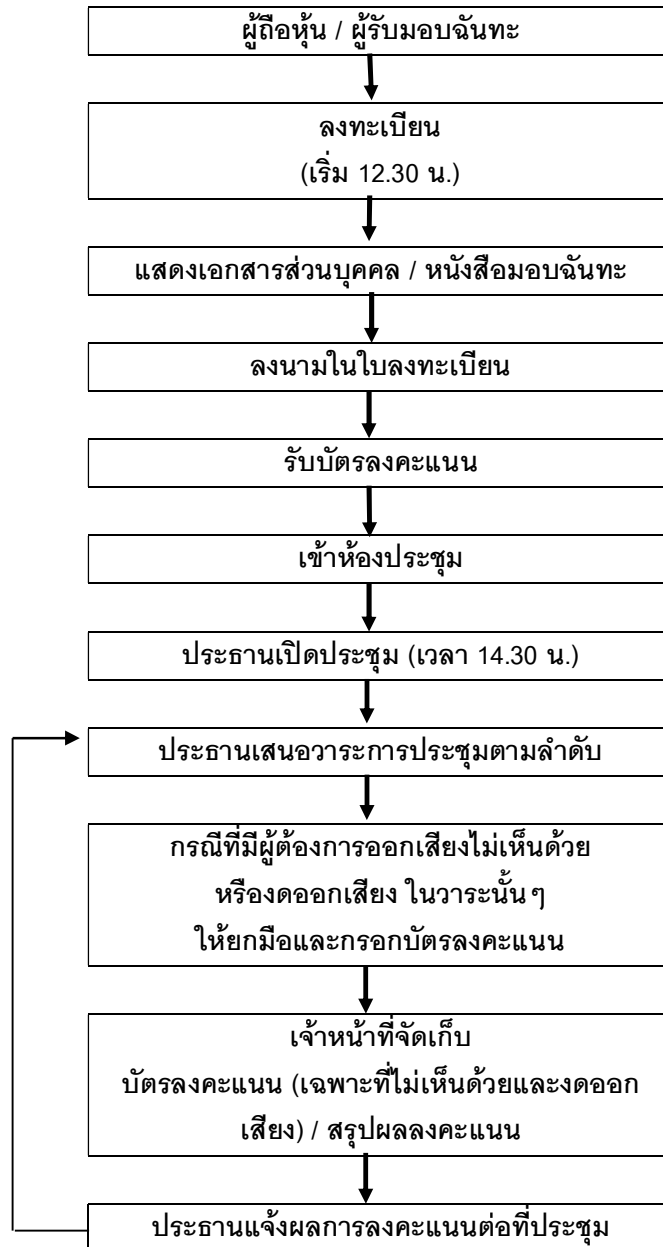 ผู้ถือหุ้น / ผู้รับมอบฉันทะ
ลงทะเบียน
(เริ่ม 12.30 น.)
แสดงเอกสารส่วนบุคคล / หนังสือมอบฉันทะ
ลงนามในใบลงทะเบียน
รับบัตรลงคะแนน
เข้าห้องประชุม
ประธานเปิดประชุม (เวลา 14.30 น.)
ประธานเสนอวาระการประชุมตามลำดับ
กรณีที่มีผู้ต้องการออกเสียงไม่เห็นด้วย
หรืองดออกเสียง ในวาระนั้นๆ
ให้ยกมือและกรอกบัตรลงคะแนน
เจ้าหน้าที่จัดเก็บ
บัตรลงคะแนน (เฉพาะที่ไม่เห็นด้วยและงดออก
เสียง) / สรุปผลลงคะแนน
ประธานแจ้งผลการลงคะแนนต่อที่ประชุม